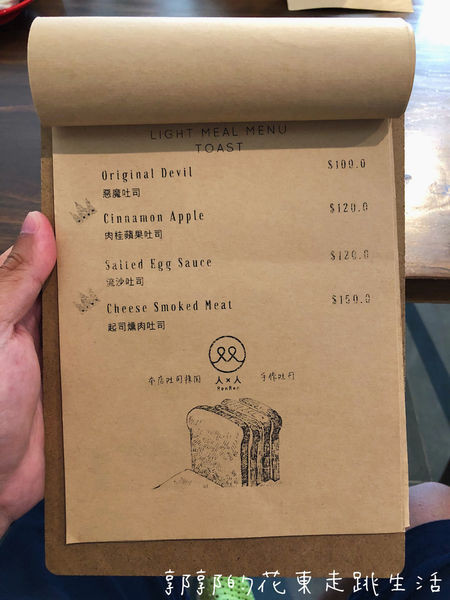 LIGHT MEAL MENU
TOAST
Original Devil $100.0
惡魔吐司
Cinnamon Apple $120.0
肉桂蘋果吐司
Salted Egg Sauce $120.0
流沙吐司
Cheese Smoked Meat $150.0
起司燻肉吐司
本店吐司採用 人×人 手作吐司
RenRen
郭郭的花東走跳生活